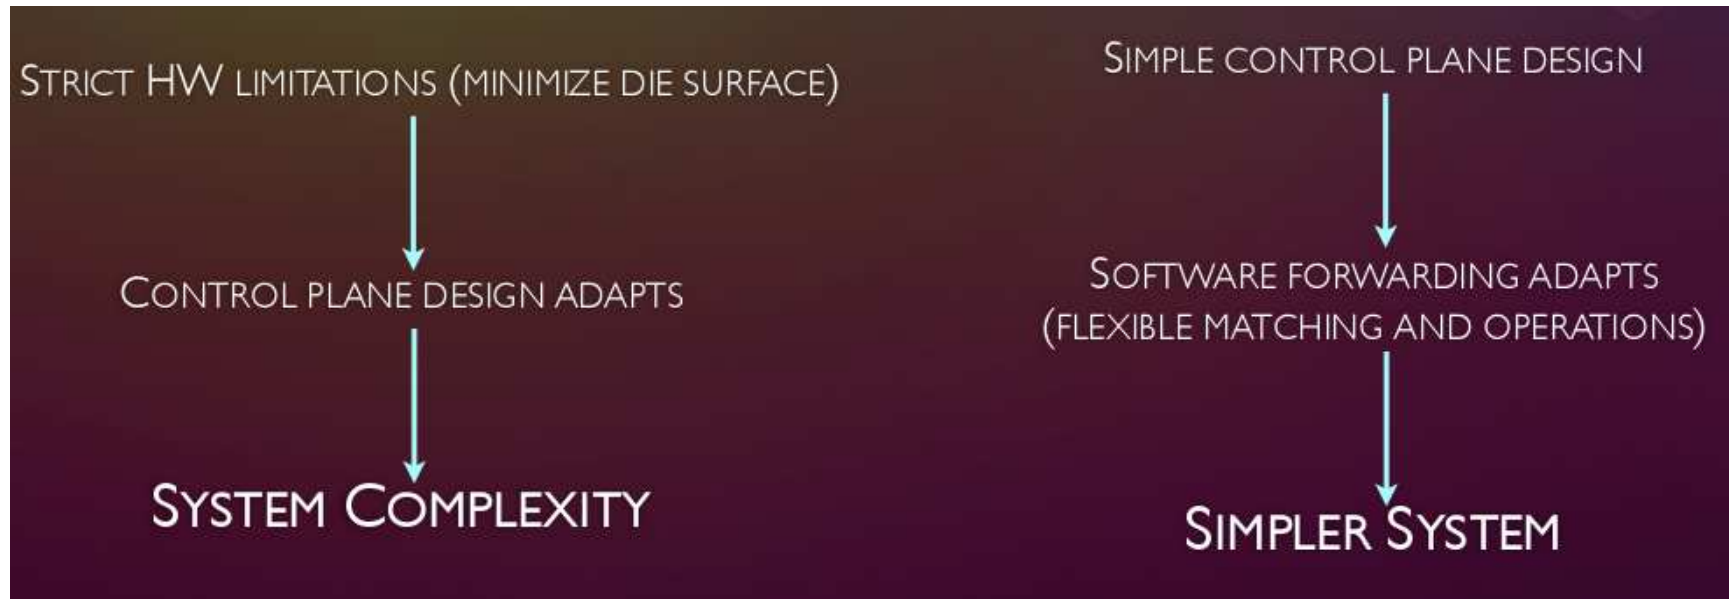 STRICT HW LIMITATIONS (MINIMIZE DIE SURFACE)
CONTROL PLANE DESIGN ADAPTS
SYSTEM COMPLEXITY
SIMPLE CONTROL PLANE DESIGN
SOFTWARE FORWARDING ADAPTS
(FLEXIBLE MATCHING AND OPERATIONS)
SIMPLER SYSTEM